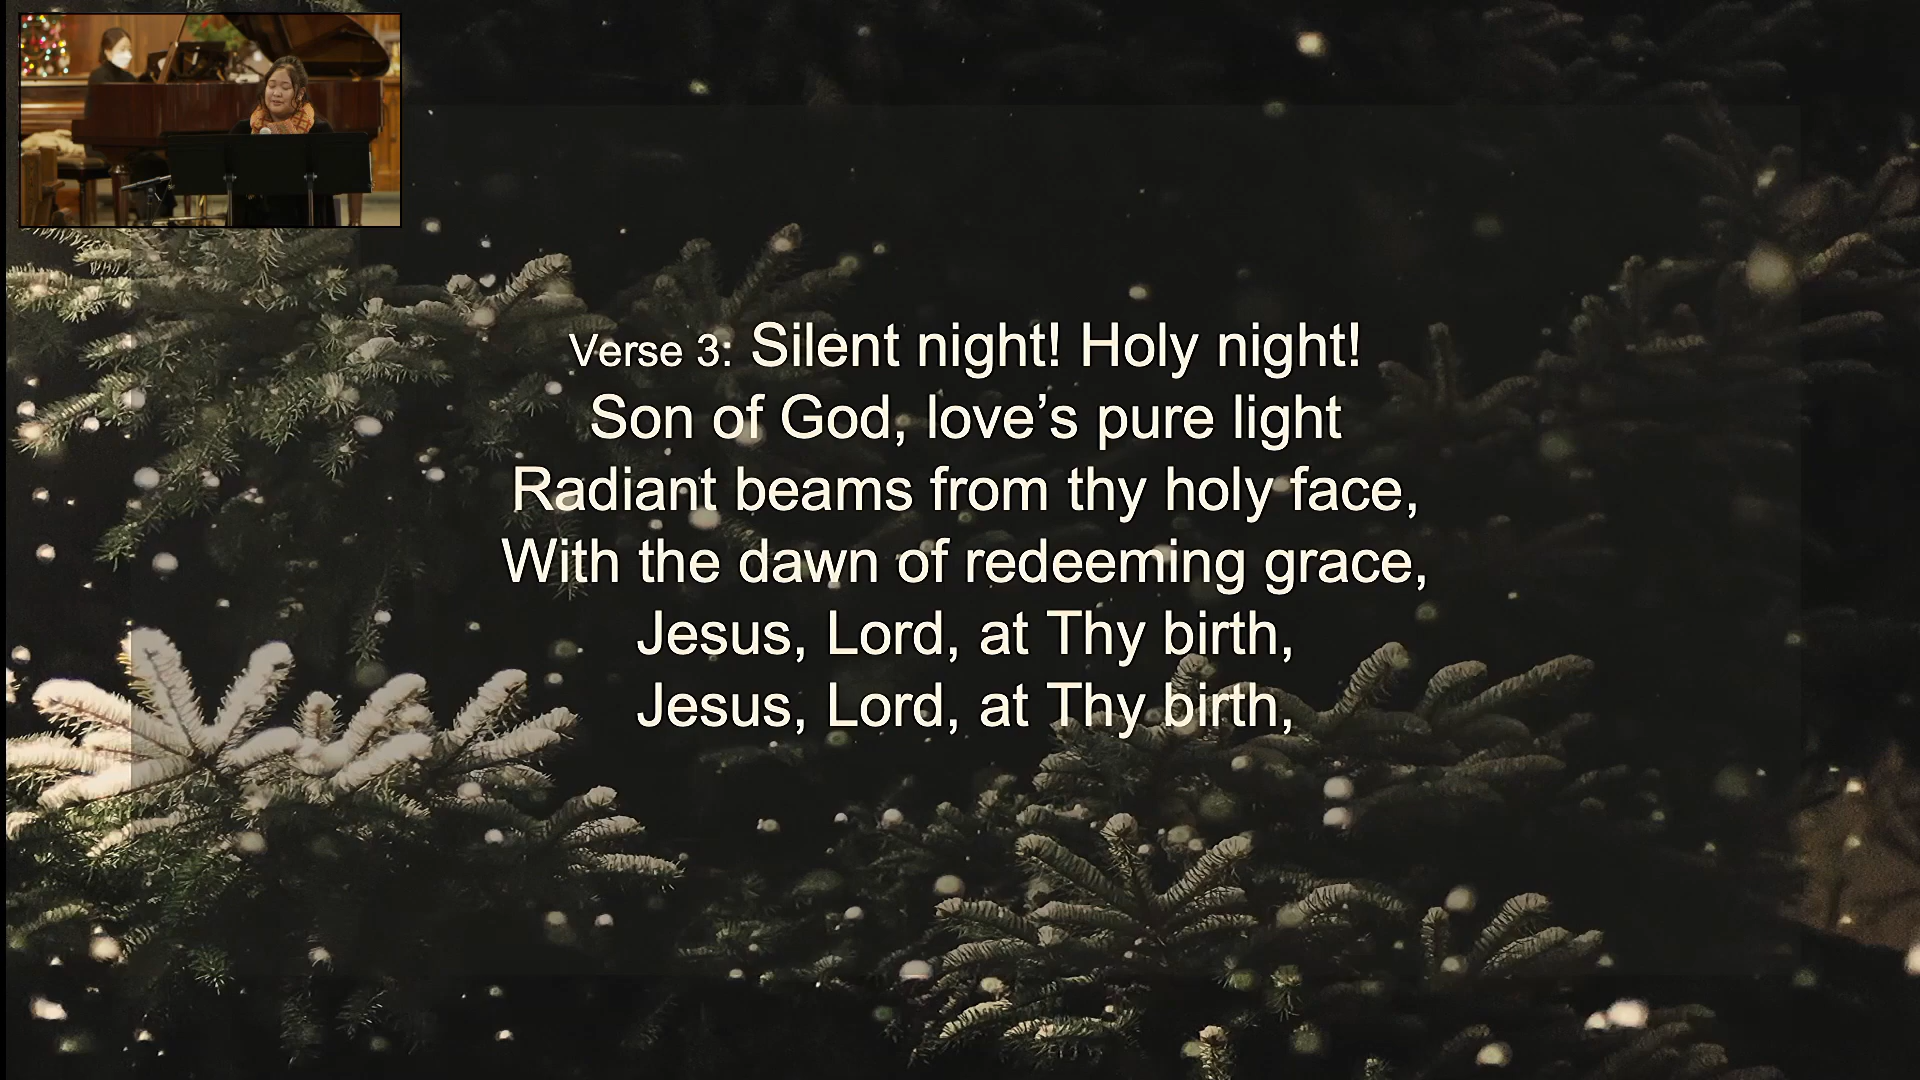 Verse 3: Silent night! Holy night!
Son of God, love’s pure light
Radiant beams from thy holy face,
With the dawn of redeeming grace,
Jesus, Lord, at Thy birth,
Jesus, Lord, at Thy birth,